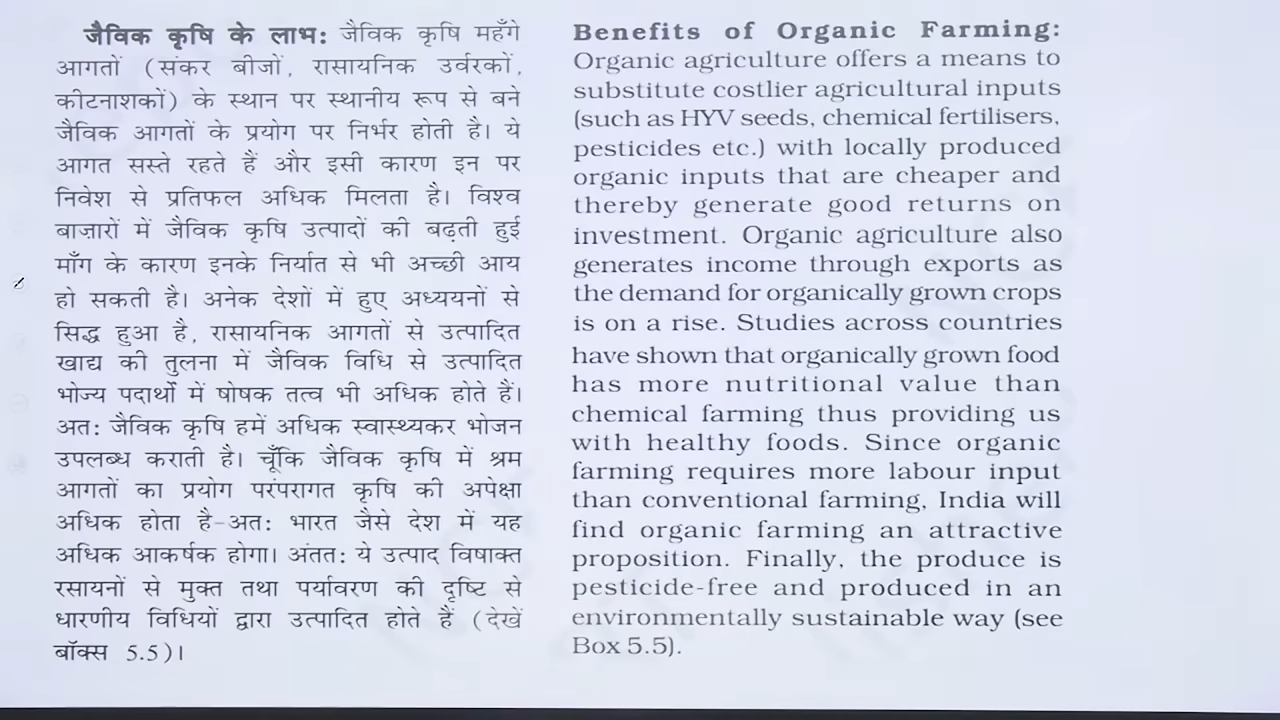 जैविक कृषि के लाभ: जैविक कृषि महँगे
आगतों (संकर बीजों, रासायनिक उर्वरकों,
कीटनाशकों) के स्थान पर स्थानीय रूप से बने
जैविक आगतों के प्रयोग पर निर्भर होती है। ये
आगत सस्ते रहते हैं और इसी कारण इन पर
निवेश से प्रतिफल अधिक मिलता है। विश्व
बाज़ारों में जैविक कृषि उत्पादों की बढ़ती हुई
माँग के कारण इनके निर्यात से भी अच्छी आय
हो सकती है। अनेक देशों में हुए अध्ययनों से
सिद्ध हुआ है, रासायनिक आगतों से उत्पादित
खाद्य की तुलना में जैविक विधि से उत्पादित
भोज्य पदार्थों में षोषक तत्व भी अधिक होते हैं।
अत: जैविक कृषि हमें अधिक स्वास्थ्यकर भोजन
उपलब्ध कराती है। चूँकि जैविक कृषि में श्रम
आगतों का प्रयोग परंपरागत कृषि की अपेक्षा
अधिक होता है-अत: भारत जैसे देश में यह
अधिक आकर्षक होगा। अंतत: ये उत्पाद विषाक्त
रसायनों से मुक्त तथा पर्यावरण की दृष्टि से
धारणीय विधियों द्वारा उत्पादित होते हैं (देखें
बॉक्स 5.5)।
Benefits of Organic Farming:
Organic agriculture offers a means to
substitute costlier agricultural inputs
(such as HYV seeds, chemical fertilisers,
pesticides etc.) with locally produced
organic inputs that are cheaper and
thereby generate good returns on
investment. Organic agriculture also
generates income through exports as
the demand for organically grown crops
is on a rise. Studies across countries
have shown that organically grown food
has more nutritional value than
chemical farming thus providing us
with healthy foods. Since organic
farming requires more labour input
than conventional farming, India will
find organic farming an attractive
proposition. Finally, the produce is
pesticide-free and produced in an
environmentally sustainable way (see
Box 5.5).